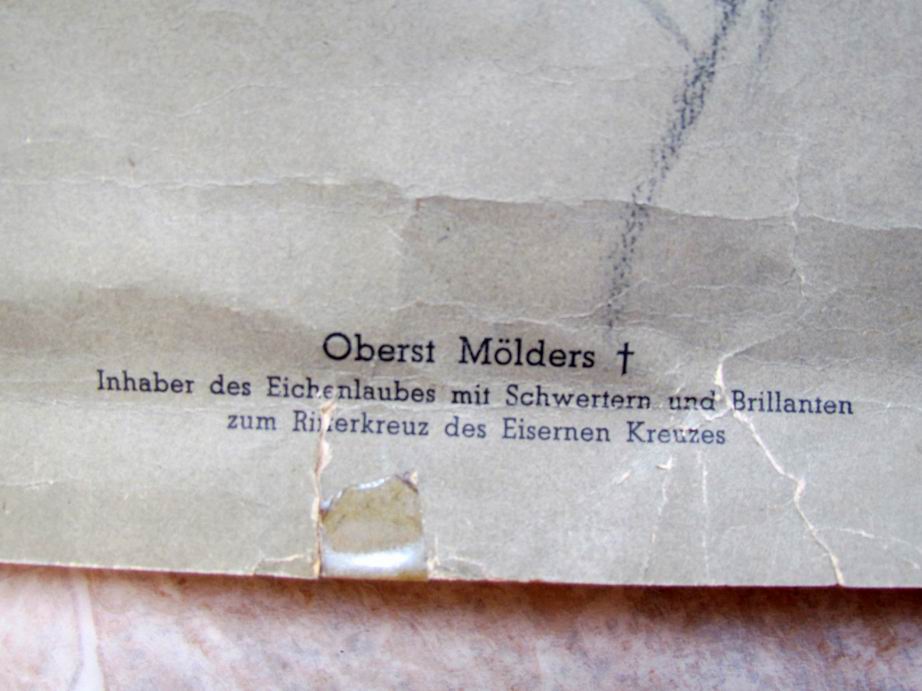 Oberst Mölders †
Inhaber des Eichenlaubes mit Schwertern und Brillanten
zum Ritterkreuz des Eisernen Kreuzes